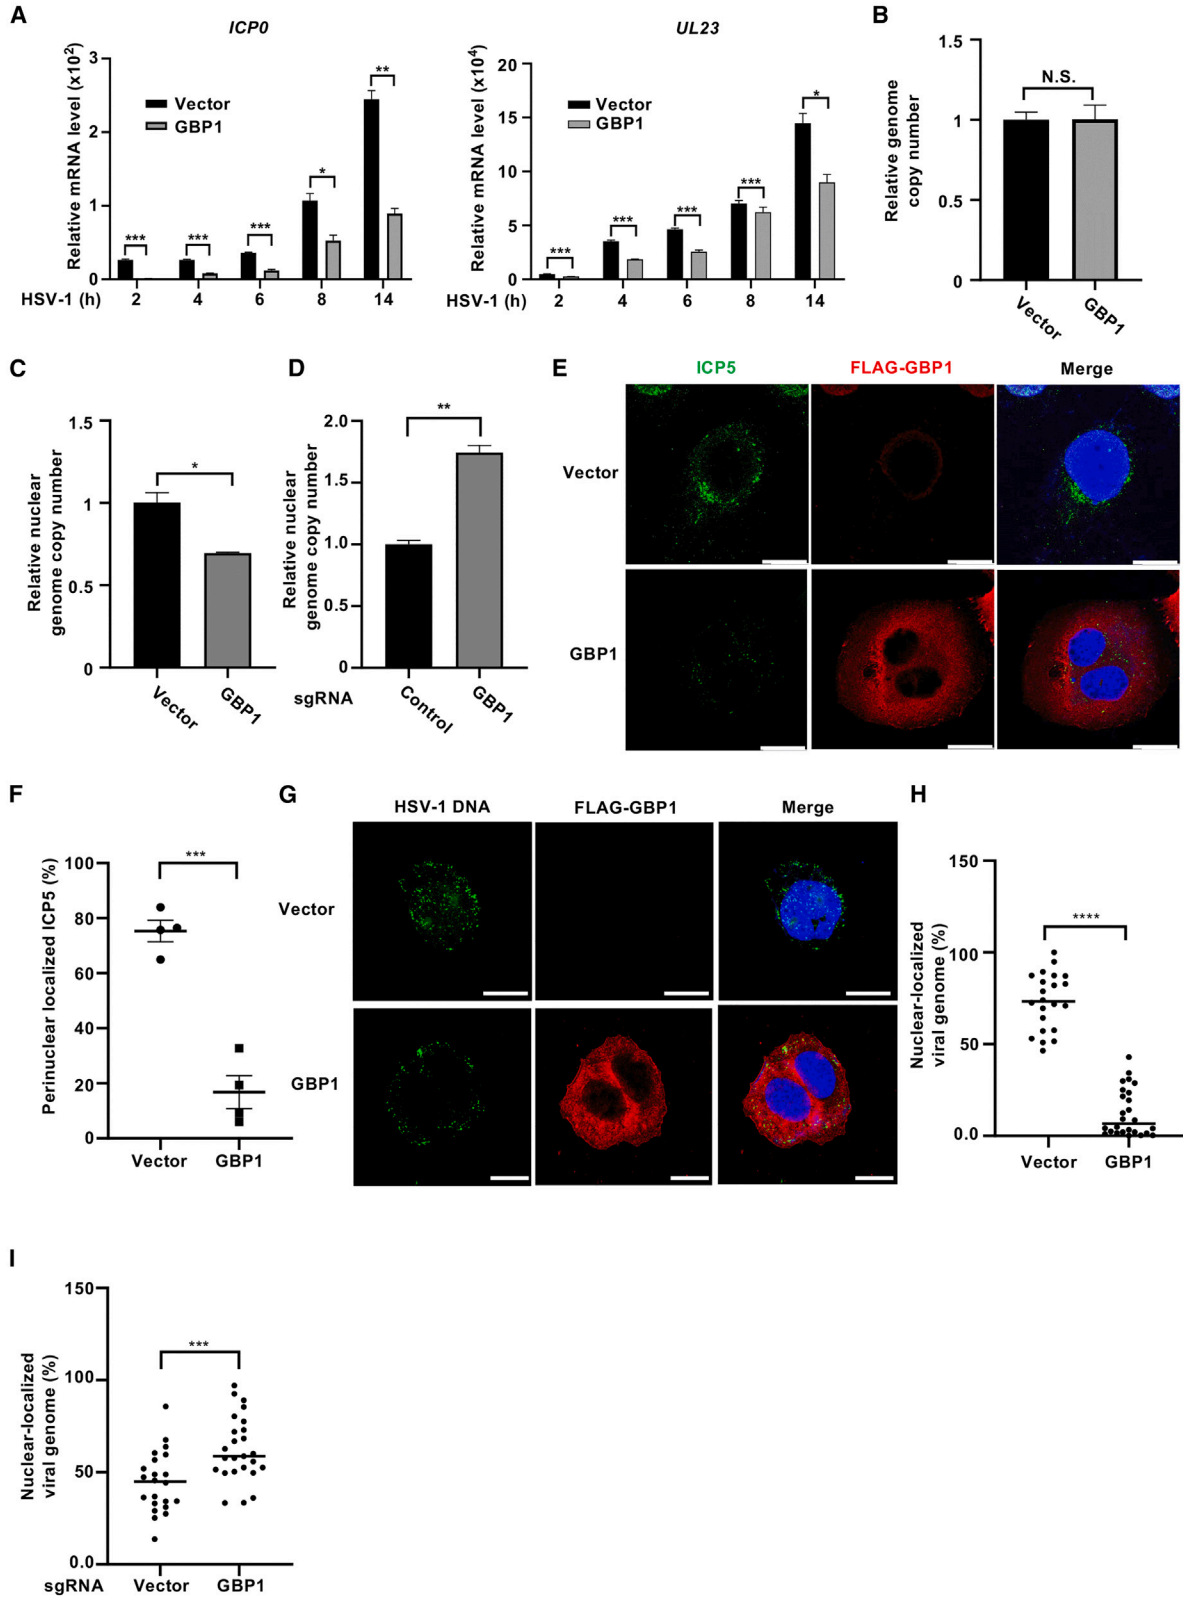 A
ICP0
Relative mRNA level (x10²)
3
2
1
0
Vector
GBP1
***
***
***
*
**
HSV-1 (h)
2
4
6
8
14
UL23
Relative mRNA level (x10⁴)
20
15
10
5
0
Vector
GBP1
***
***
***
***
*
HSV-1 (h)
2
4
6
8
14
B
Relative genome
copy number
1.5
1
0.5
0
N.S.
Vector
GBP1
C
Relative nuclear
genome copy number
1.5
1
0.5
0
*
Vector
GBP1
D
Relative nuclear
genome copy number
2.0
1.5
1.0
0.5
0
**
sgRNA
Control
GBP1
E
ICP5
FLAG-GBP1
Merge
Vector
GBP1
F
Perinuclear localized ICP5 (%)
100
80
60
40
20
0
***
Vector
GBP1
G
HSV-1 DNA
FLAG-GBP1
Merge
Vector
GBP1
H
Nuclear-localized
viral genome (%)
150
100
50
0.0
****
Vector
GBP1
I
Nuclear-localized
viral genome (%)
150
100
50
0.0
***
sgRNA
Vector
GBP1